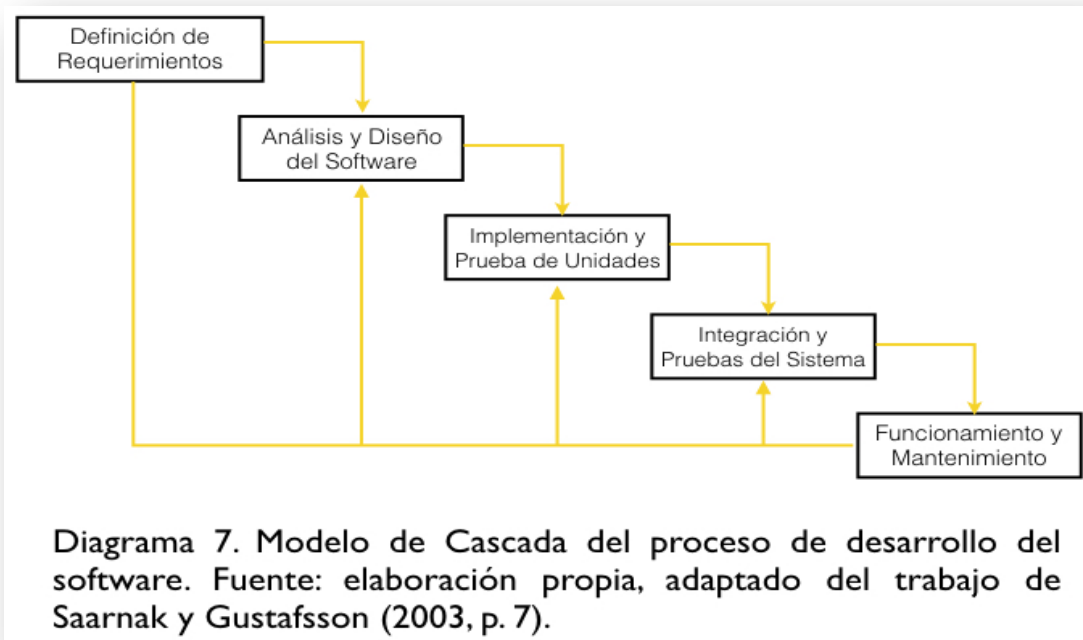 Definición de
Requerimientos
Análisis y Diseño
del Software
Implementación y
Prueba de Unidades
Integración y
Pruebas del Sistema
Funcionamiento y
Mantenimiento
Diagrama 7. Modelo de Cascada del proceso de desarrollo del
software. Fuente: elaboración propia, adaptado del trabajo de
Saarnak y Gustafsson (2003, p. 7).